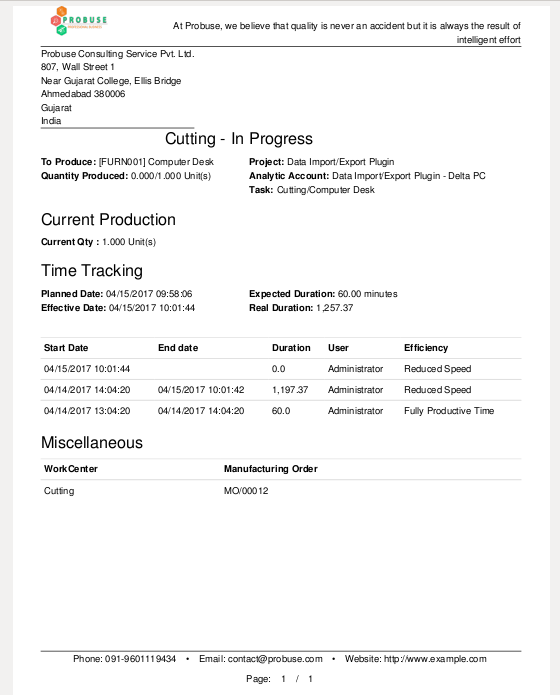 PROBUSE
At Probuse, we believe that quality is never an accident but it is always the result of
intelligent effort
Probuse Consulting Service Pvt. Ltd.
807, Wall Street 1
Near Gujarat College, Ellis Bridge
Ahmedabad 380006
Gujarat
India
Cutting - In Progress
To Produce: [FURN001] Computer Desk
Project: Data Import/Export Plugin
Quantity Produced: 0.000/1.000 Unit(s)
Analytic Account: Data Import/Export Plugin - Delta PC
Task: Cutting/Computer Desk
Current Production
Current Qty : 1.000 Unit(s)
Time Tracking
Planned Date: 04/15/2017 09:58:06
Expected Duration: 60.00 minutes
Effective Date: 04/15/2017 10:01:44
Real Duration: 1,257.37
Start Date End date Duration User Efficiency
04/15/2017 10:01:44 0.0 Administrator Reduced Speed
04/14/2017 14:04:20 04/15/2017 10:01:42 1,197.37 Administrator Reduced Speed
04/14/2017 13:04:20 04/14/2017 14:04:20 60.0 Administrator Fully Productive Time
Miscellaneous
WorkCenter Manufacturing Order
Cutting MO/00012
Phone: 091-9601119434 • Email: contact@probuse.com • Website: http://www.example.com
Page: 1 / 1